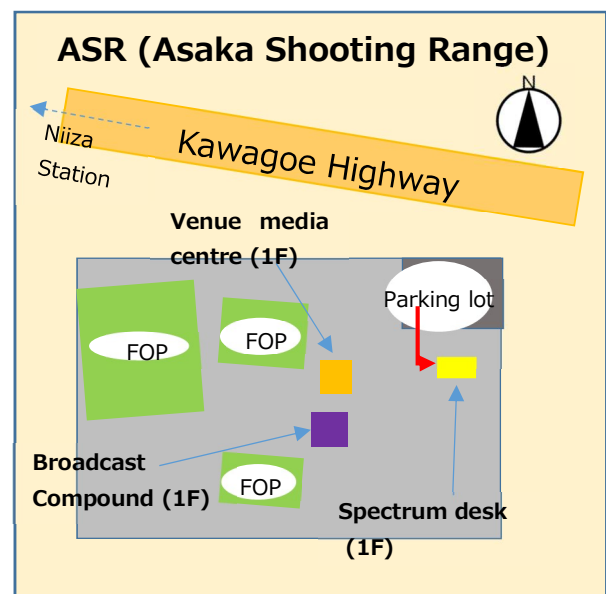 ASR (Asaka Shooting Range)
N
Kawagoe Highway
Niiza
Station
Venue media
centre (1F)
Parking lot
FOP
FOP
Broadcast
Compound (1F)
FOP
Spectrum desk
(1F)